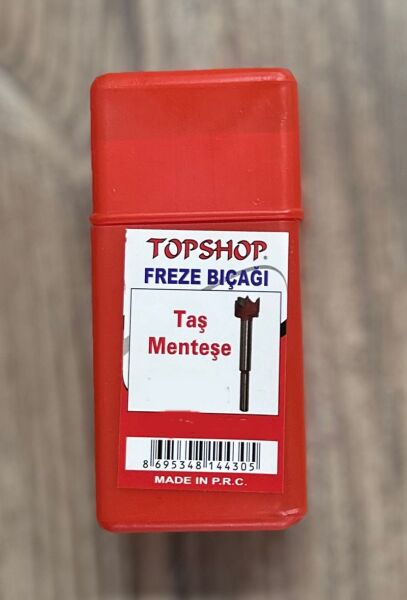 TOPSHOP®
FREZE BIÇAĞI
Taş
Menteşe
8 695348 144305
MADE IN P.R.C.